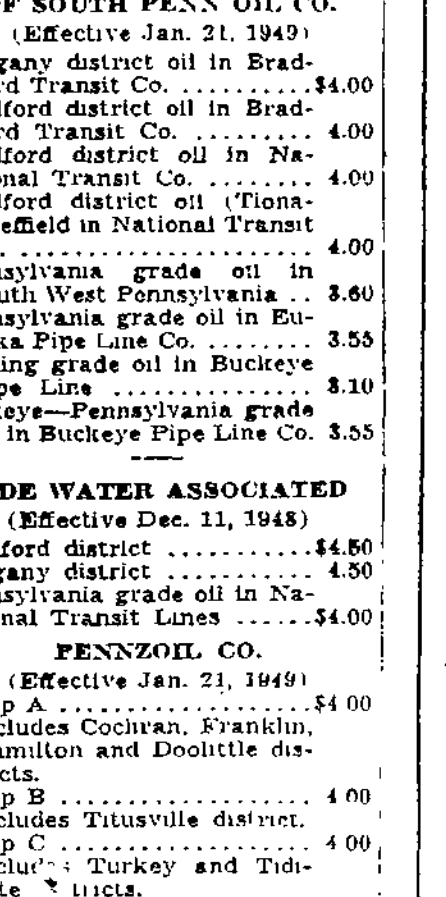 F SOUTH PENN OIL CO.
(Effective Jan. 21, 1949)
gany district oil in Brad-
rd Transit Co. ..........$4.00
lford district oil in Brad-
rd Transit Co. ......... 4.00
lford district oil in Na-
onal Transit Co. ........ 4.00
lford district oil (Tiona-
effield in National Transit
. ...................... 4.00
nsylvania grade oil in
uth West Pennsylvania .. 3.60
nsylvania grade oil in Eu-
ka Pipe Line Co. ........ 3.55
ning grade oil in Buckeye
pe Line ............... 3.10
keye—Pennsylvania grade
in Buckeye Pipe Line Co. 3.55
DE WATER ASSOCIATED
(Effective Dec. 11, 1948)
ford district ............$4.50
gany district ........... 4.50
nsylvania grade oil in Na-
nal Transit Lines ......$4.00
PENNZOIL CO.
(Effective Jan. 21, 1949)
p A ....................$4 00
cludes Cochran, Franklin,
amilton and Doolittle dis-
cts.
p B .................... 4 00
cludes Titusville district.
p C .................... 4 00
Turkey and Tidi-